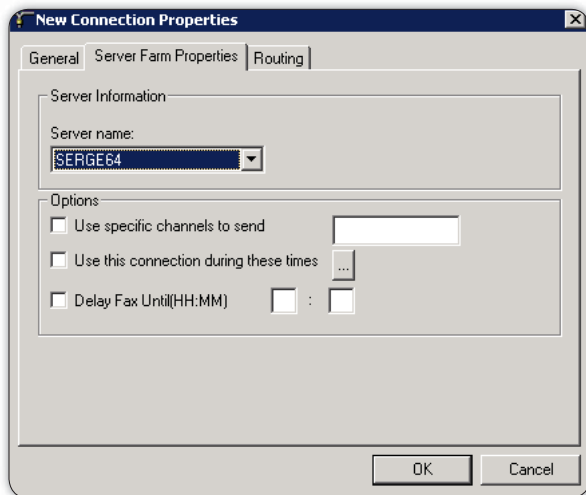 New Connection Properties
General Server Farm Properties Routing
Server Information
Server name:
SERGE64
Options
Use specific channels to send
Use this connection during these times ...
Delay Fax Until(HH:MM) :
OK Cancel